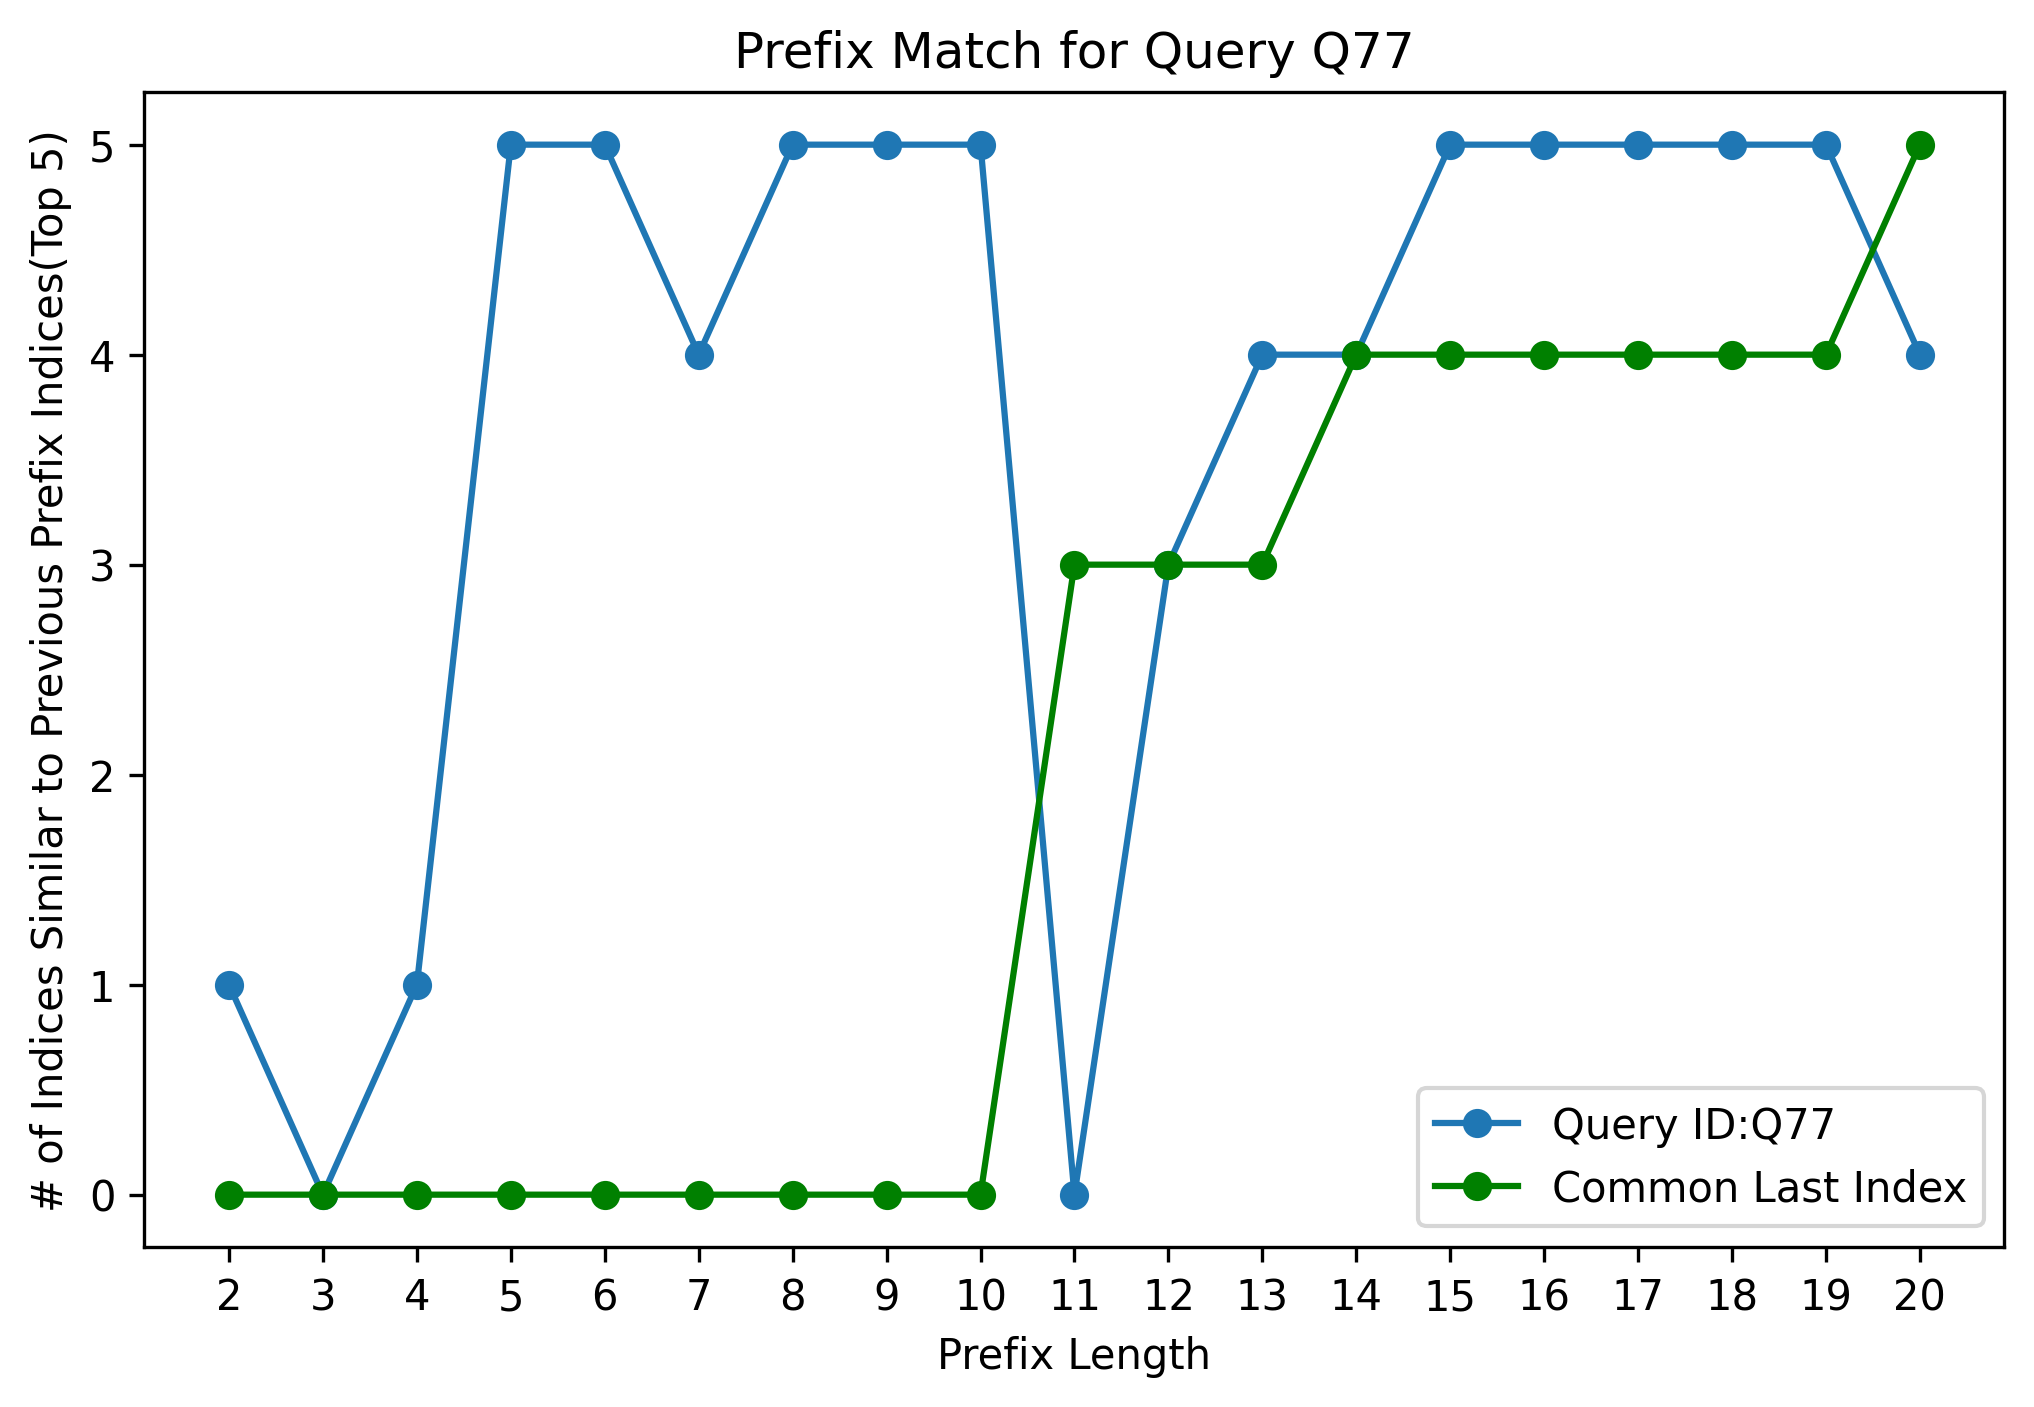 Prefix Match for Query Q77
# of Indices Similar to Previous Prefix Indices(Top 5)
5
4
3
2
1
0
Query ID:Q77
Common Last Index
2 3 4 5 6 7 8 9 10 11 12 13 14 15 16 17 18 19 20
Prefix Length